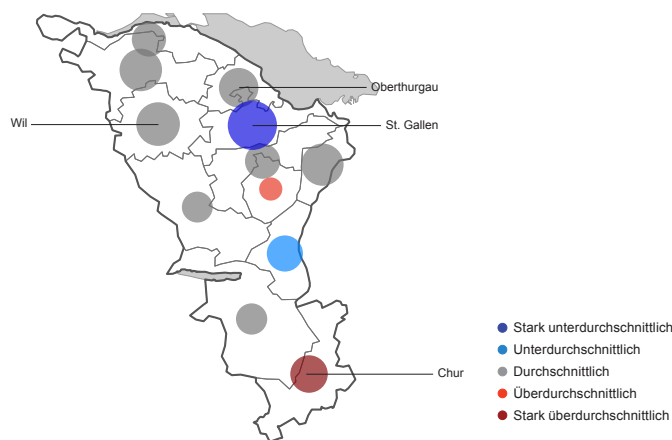 Oberthurgau
Wil
St. Gallen
Chur
Stark unterdurchschnittlich
Unterdurchschnittlich
Durchschnittlich
Überdurchschnittlich
Stark überdurchschnittlich